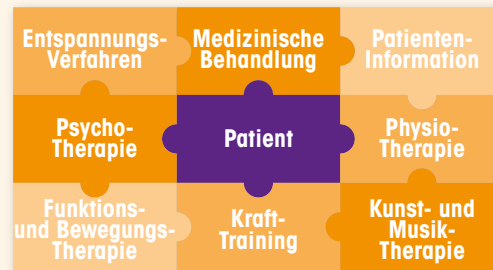 Entspannungs-
Verfahren
Medizinische
Behandlung
Patienten-
Information
Psycho-
Therapie
Patient
Physio-
Therapie
Funktions-
und Bewegungs-
Therapie
Kraft-
Training
Kunst- und
Musik-
Therapie